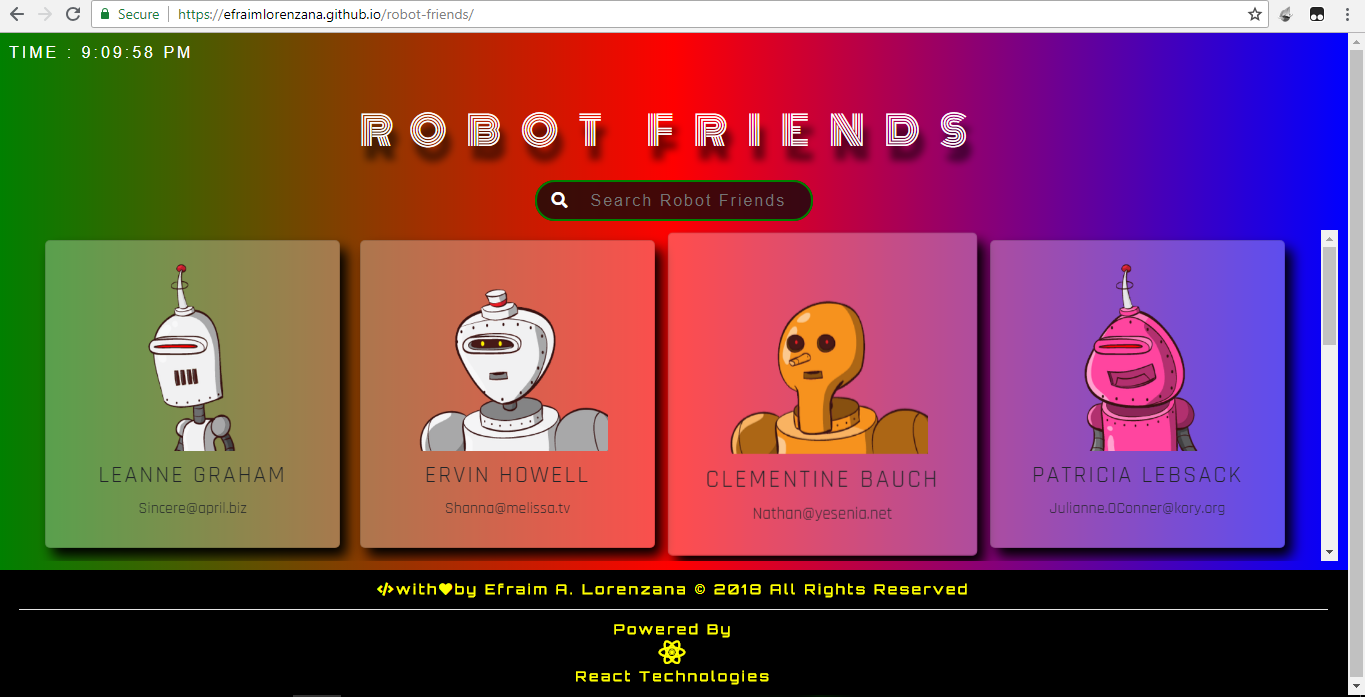 Secure https://efraimlorenzana.github.io/robot-friends/
TIME : 9:09:58 PM
ROBOT FRIENDS
Search Robot Friends
LEANNE GRAHAM
Sincere@april.biz
ERVIN HOWELL
Shanna@melissa.tv
CLEMENTINE BAUCH
Nathan@yesenia.net
PATRICIA LEBSACK
Julianne.OConner@kory.org
with by Efraim A. Lorenzana © 2018 All Rights Reserved
Powered By
React Technologies